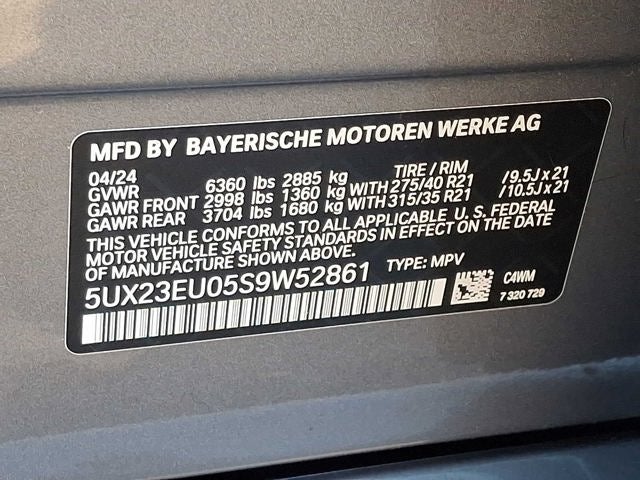 MFD BY BAYERISCHE MOTOREN WERKE AG
04/24 TIRE / RIM
GVWR 6360 lbs 2885 kg
GAWR FRONT 2998 lbs 1360 kg WITH 275/40 R21 /9.5J x 21
GAWR REAR 3704 lbs 1680 kg WITH 315/35 R21 /10.5J x 21
THIS VEHICLE CONFORMS TO ALL APPLICABLE U. S. FEDERAL
MOTOR VEHICLE SAFETY STANDARDS IN EFFECT ON THE
DATE OF MANUFACTURE SHOWN ABOVE.
5UX23EU05S9W52861 TYPE: MPV
C4WM
7 320 729